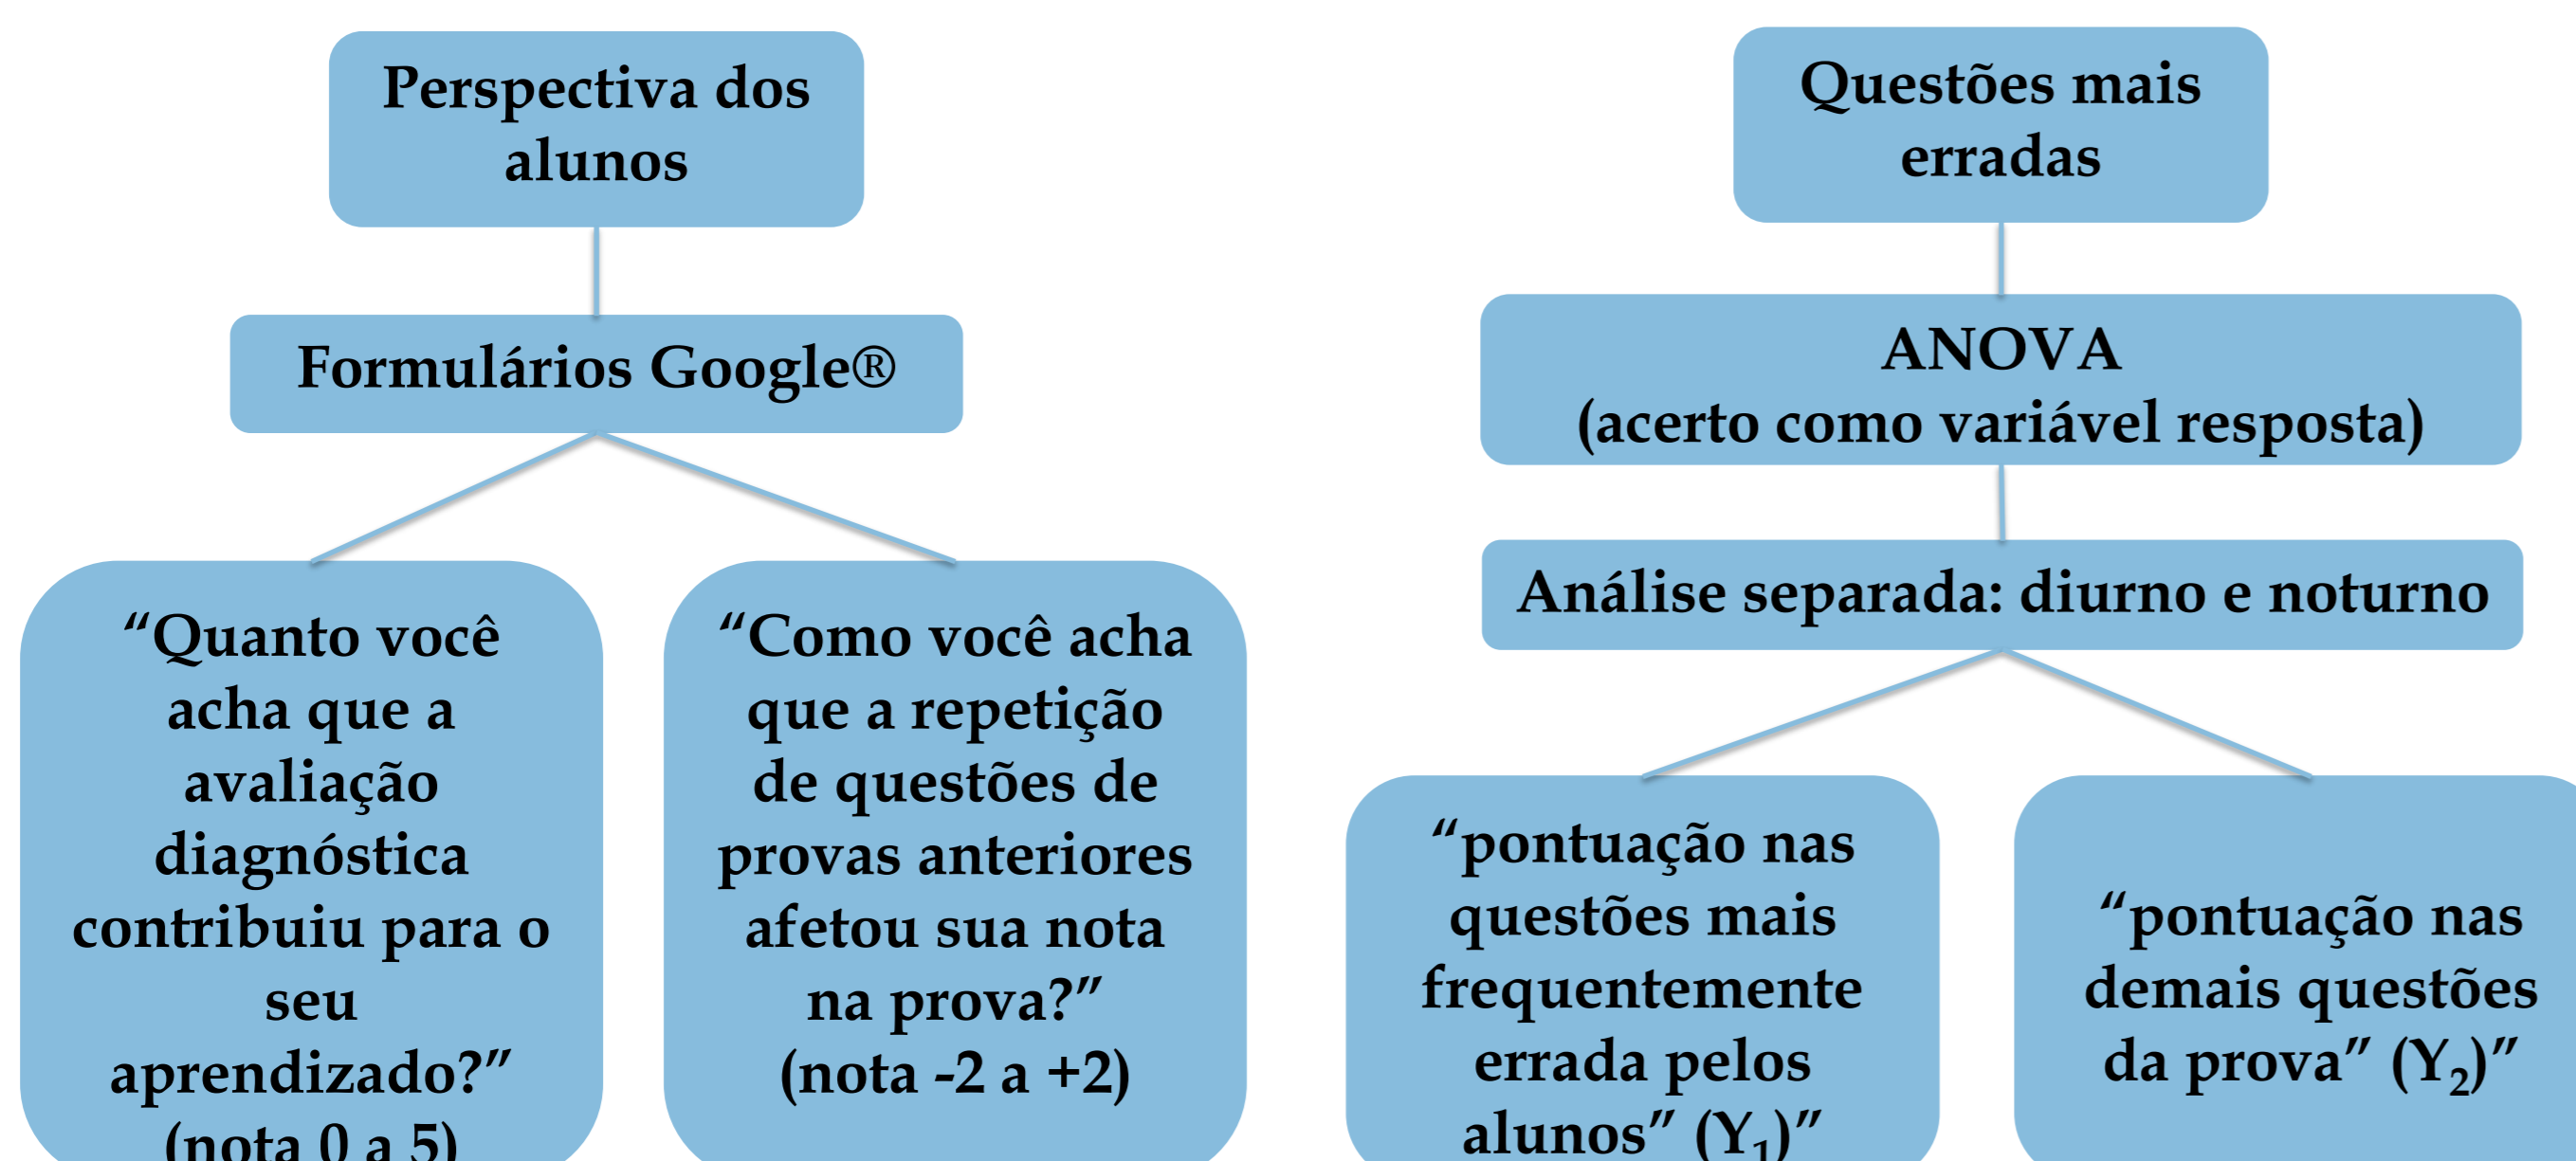 Perspectiva dos
alunos
Formulários Google®
“Quanto você
acha que a
avaliação
diagnóstica
contribuiu para o
seu
aprendizado?”
(nota 0 a 5)
“Como você acha
que a repetição
de questões de
provas anteriores
afetou sua nota
na prova?”
(nota -2 a +2)
Questões mais
erradas
ANOVA
(acerto como variável resposta)
Análise separada: diurno e noturno
“pontuação nas
questões mais
frequentemente
errada pelos
alunos” (Y₁)”
“pontuação nas
demais questões
da prova” (Y₂)”